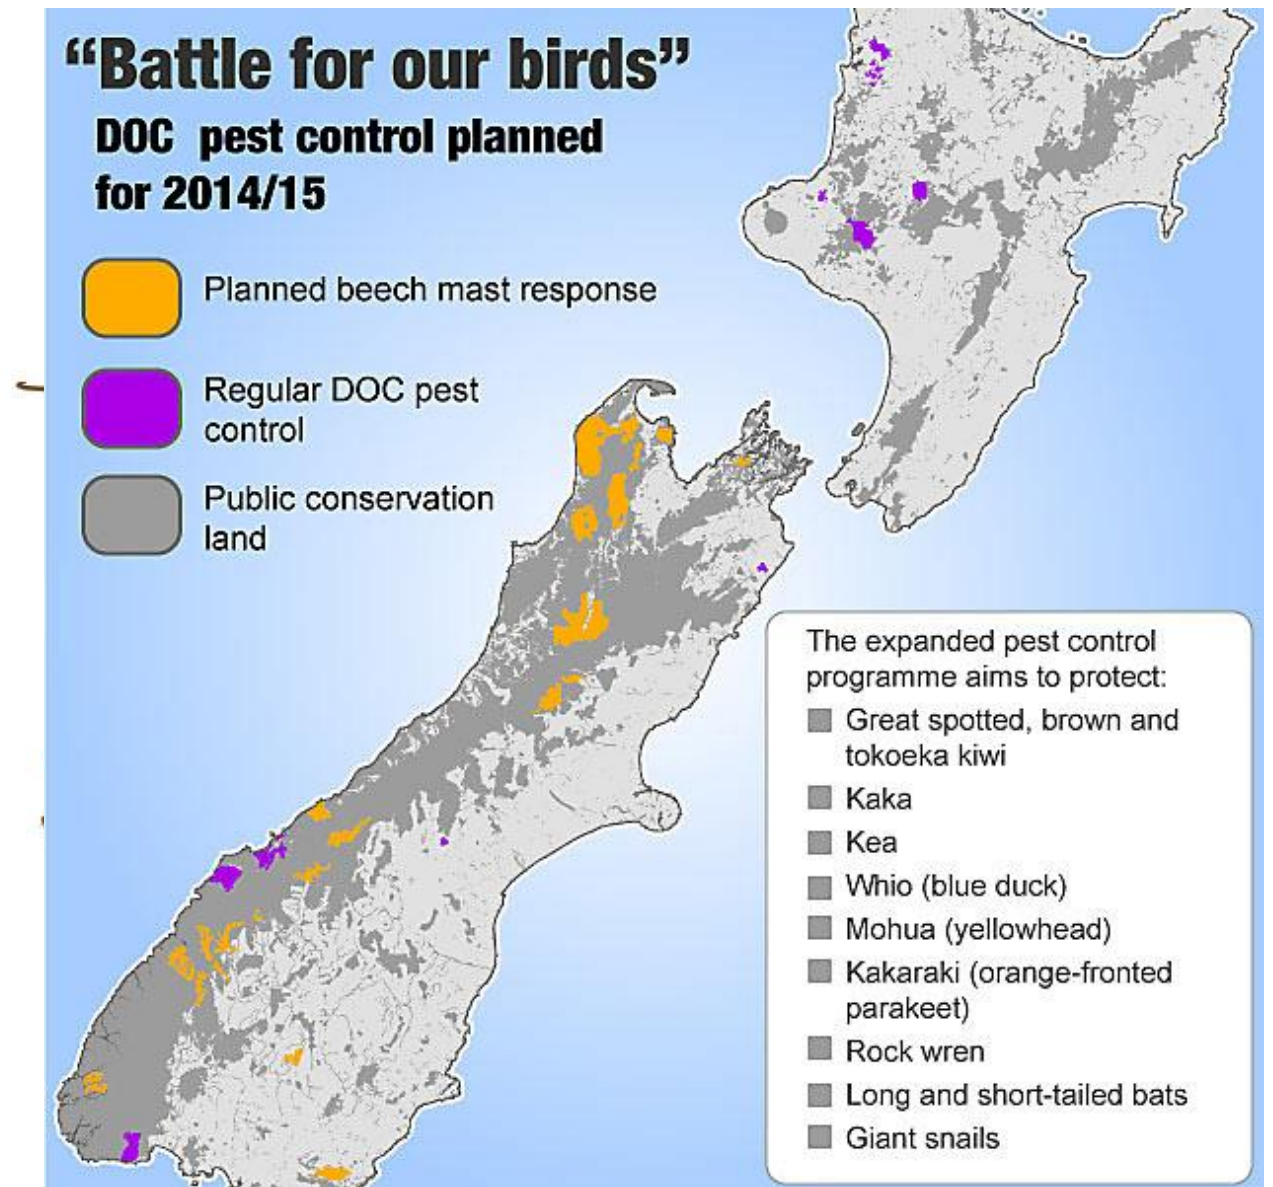 “Battle for our birds”
DOC pest control planned
for 2014/15
Planned beech mast response
Regular DOC pest
control
Public conservation
land
The expanded pest control
programme aims to protect:
Great spotted, brown and
tokoeka kiwi
Kaka
Kea
Whio (blue duck)
Mohua (yellowhead)
Kakaraki (orange-fronted
parakeet)
Rock wren
Long and short-tailed bats
Giant snails